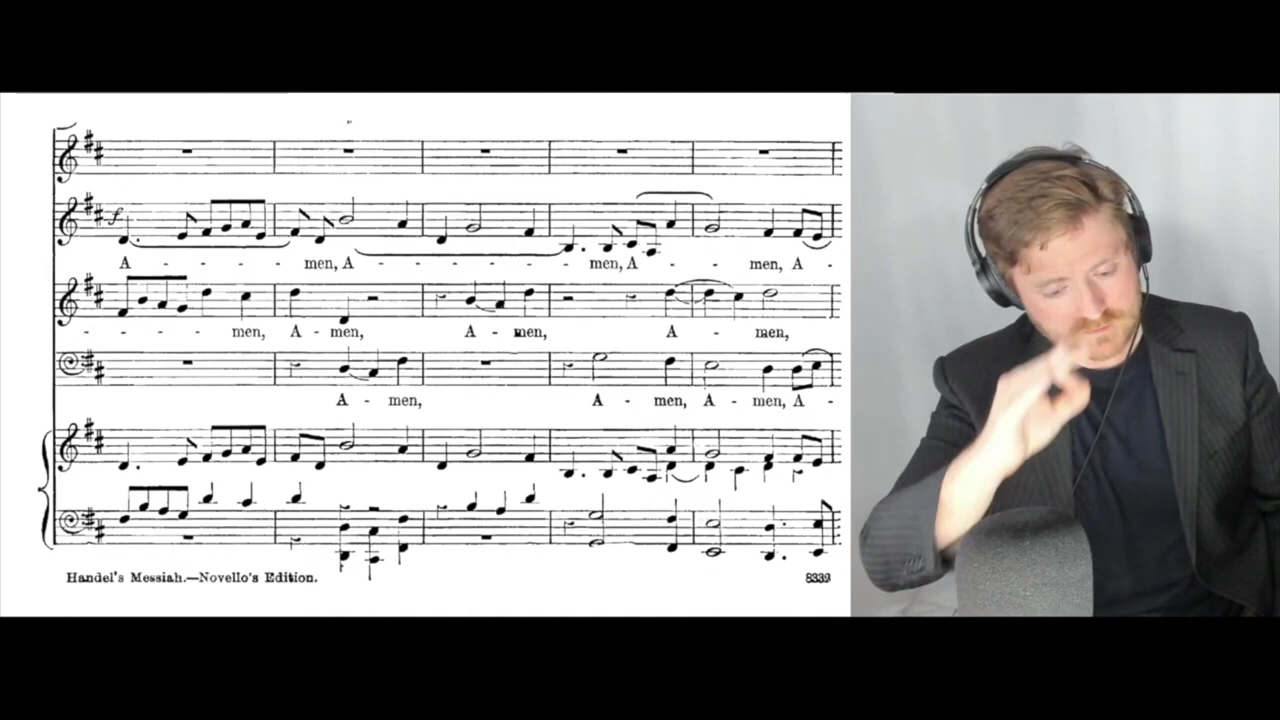 f
A - - - - men, A - - - - - - men, A - - men, A -
- - - - men, A - men, A - men, A - men,
A - men, A - men, A - men, A -
Handel's Messiah.—Novello's Edition. 8339